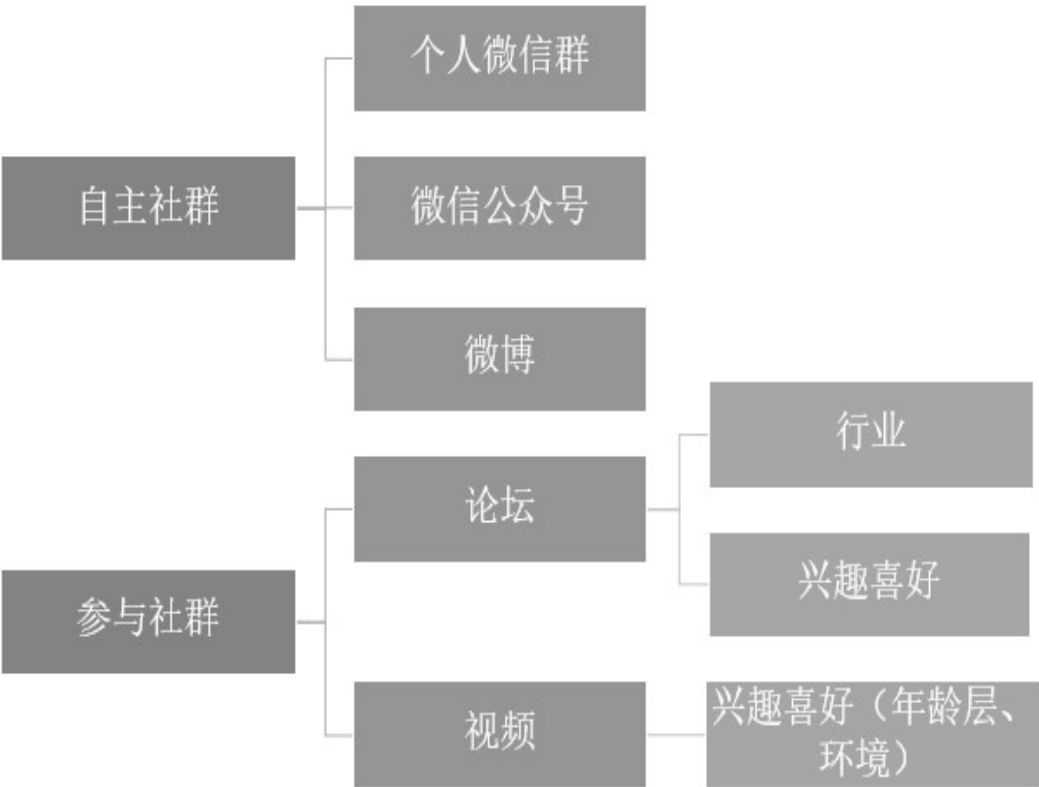 自主社群
个人微信群
微信公众号
微博
参与社群
论坛
行业
兴趣喜好
视频
兴趣喜好（年龄层、
环境）